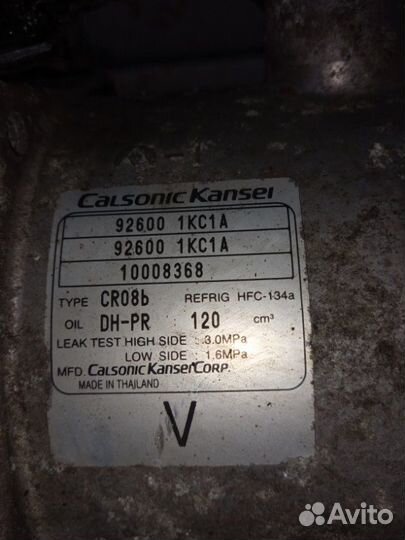 CALSONIC KANSEI
92600 1KC1A
92600 1KC1A
10008368
TYPE CR08b REFRIG HFC-134a
OIL DH-PR 120 cm³
LEAK TEST HIGH SIDE : 3.0MPa
LOW SIDE : 1.6MPa
MFD. CALSONIC KANSEI CORP.
MADE IN THAILAND
V
Avito